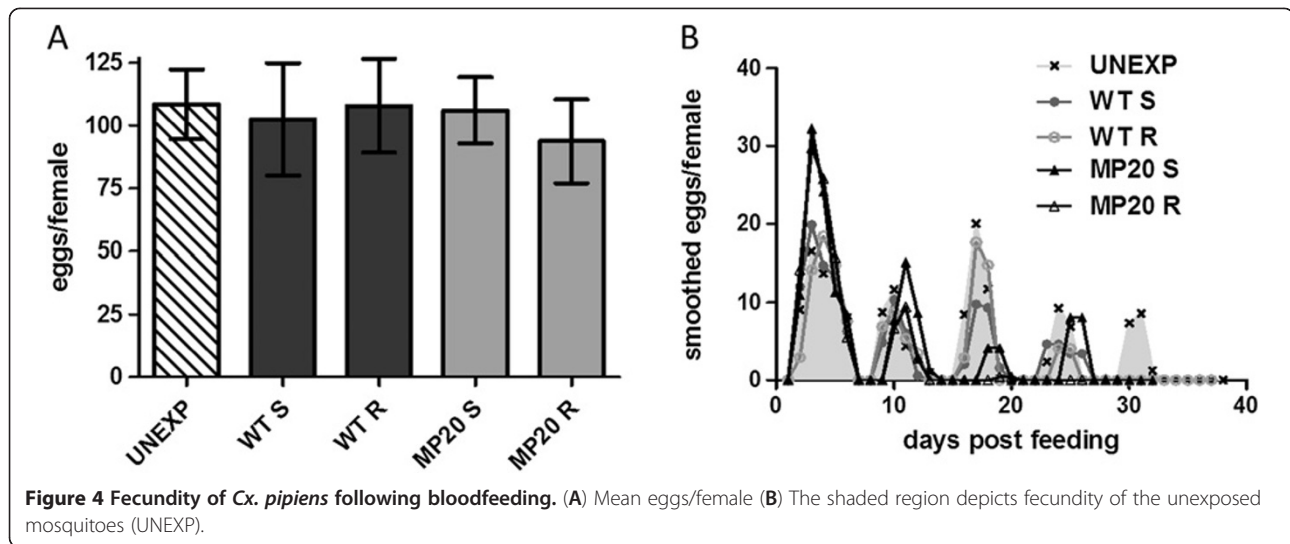 A
125
100
75
50
25
0
eggs/female
UNEXP
WT S
WT R
MP20 S
MP20 R
B
40
30
20
10
0
smoothed eggs/female
0 10 20 30 40
days post feeding
UNEXP
WT S
WT R
MP20 S
MP20 R
Figure 4 Fecundity of Cx. pipiens following bloodfeeding. (A) Mean eggs/female (B) The shaded region depicts fecundity of the unexposed
mosquitoes (UNEXP).